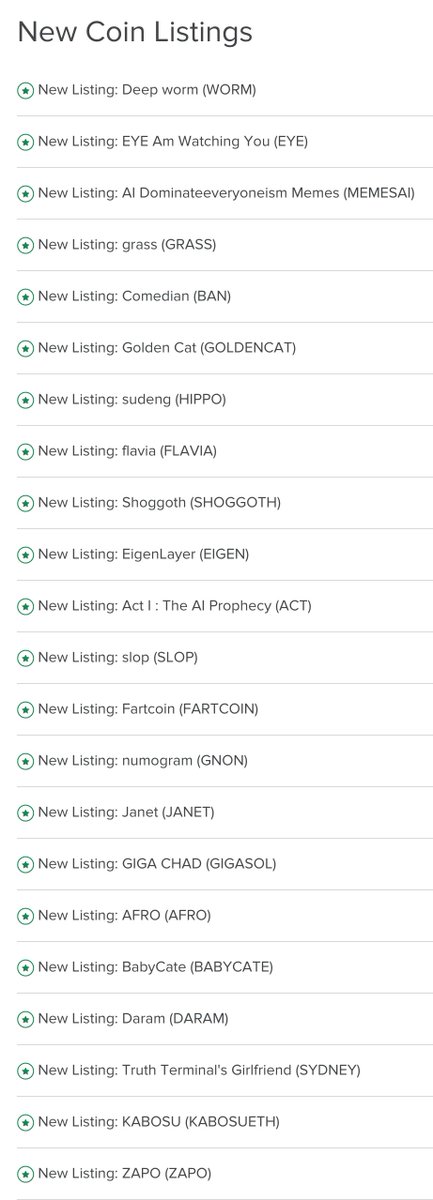 New Coin Listings
New Listing: Deep worm (WORM)
New Listing: EYE Am Watching You (EYE)
New Listing: AI Dominateeveryoneism Memes (MEMESAI)
New Listing: grass (GRASS)
New Listing: Comedian (BAN)
New Listing: Golden Cat (GOLDENCAT)
New Listing: sudeng (HIPPO)
New Listing: flavia (FLAVIA)
New Listing: Shoggoth (SHOGGOTH)
New Listing: EigenLayer (EIGEN)
New Listing: Act I : The AI Prophecy (ACT)
New Listing: slop (SLOP)
New Listing: Fartcoin (FARTCOIN)
New Listing: numogram (GNON)
New Listing: Janet (JANET)
New Listing: GIGA CHAD (GIGASOL)
New Listing: AFRO (AFRO)
New Listing: BabyCate (BABYCATE)
New Listing: Daram (DARAM)
New Listing: Truth Terminal's Girlfriend (SYDNEY)
New Listing: KABOSU (KABOSUETH)
New Listing: ZAPO (ZAPO)